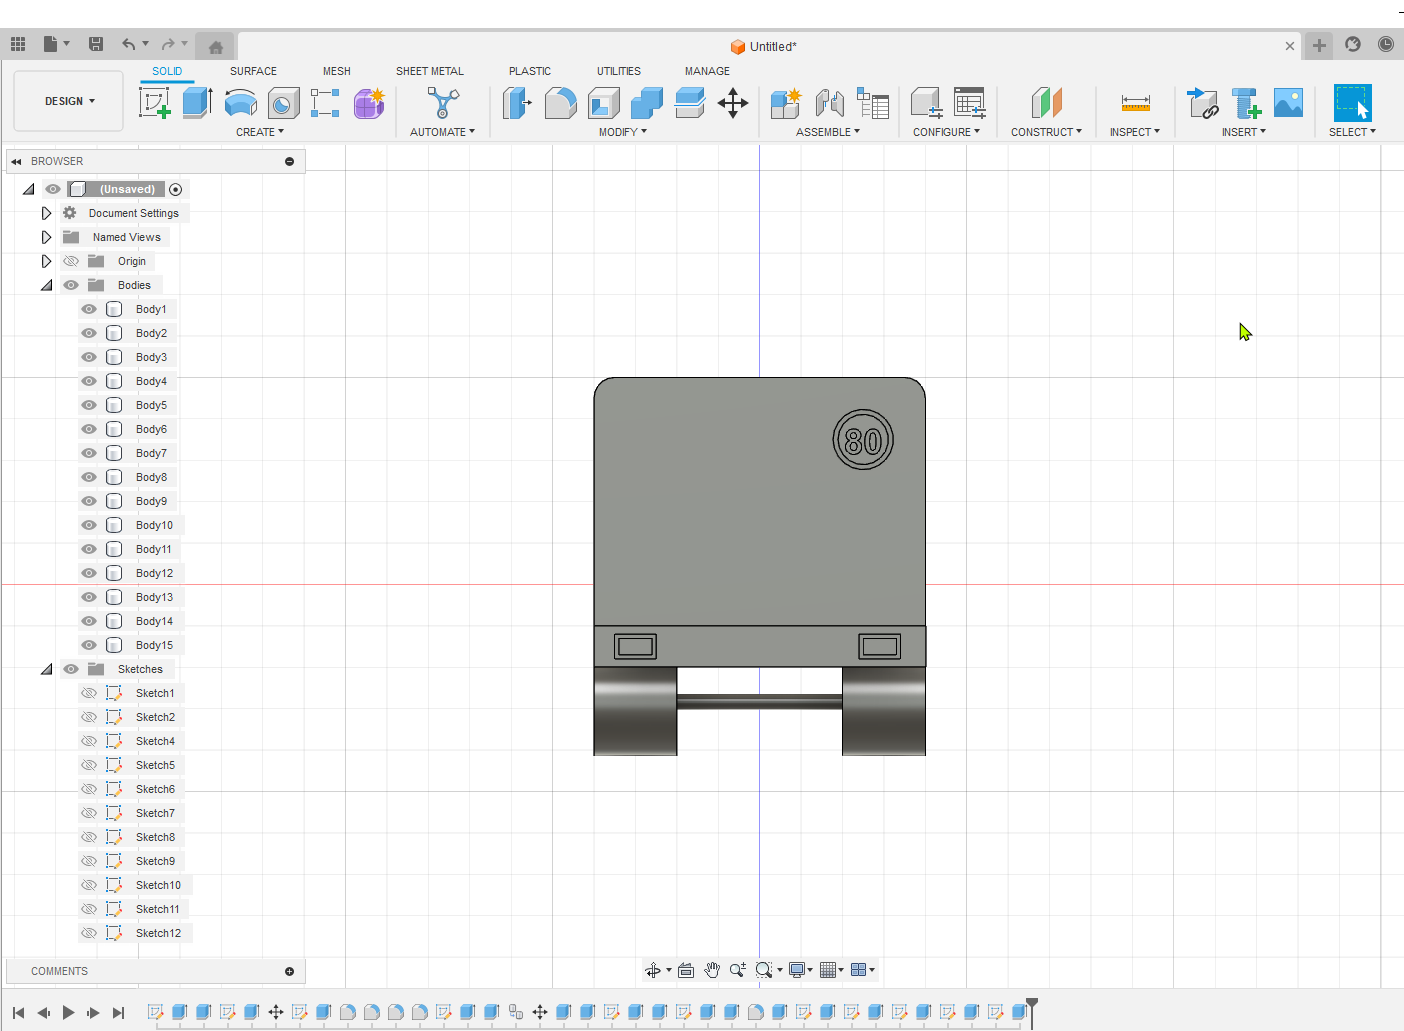 Untitled*
SOLID SURFACE MESH SHEET METAL PLASTIC UTILITIES MANAGE
DESIGN
CREATE AUTOMATE MODIFY ASSEMBLE CONFIGURE CONSTRUCT INSPECT INSERT SELECT
BROWSER
(Unsaved)
Document Settings
Named Views
Origin
Bodies
Body1
Body2
Body3
Body4
Body5
Body6
Body7
Body8
Body9
Body10
Body11
Body12
Body13
Body14
Body15
Sketches
Sketch1
Sketch2
Sketch4
Sketch5
Sketch6
Sketch7
Sketch8
Sketch9
Sketch10
Sketch11
Sketch12
80
COMMENTS